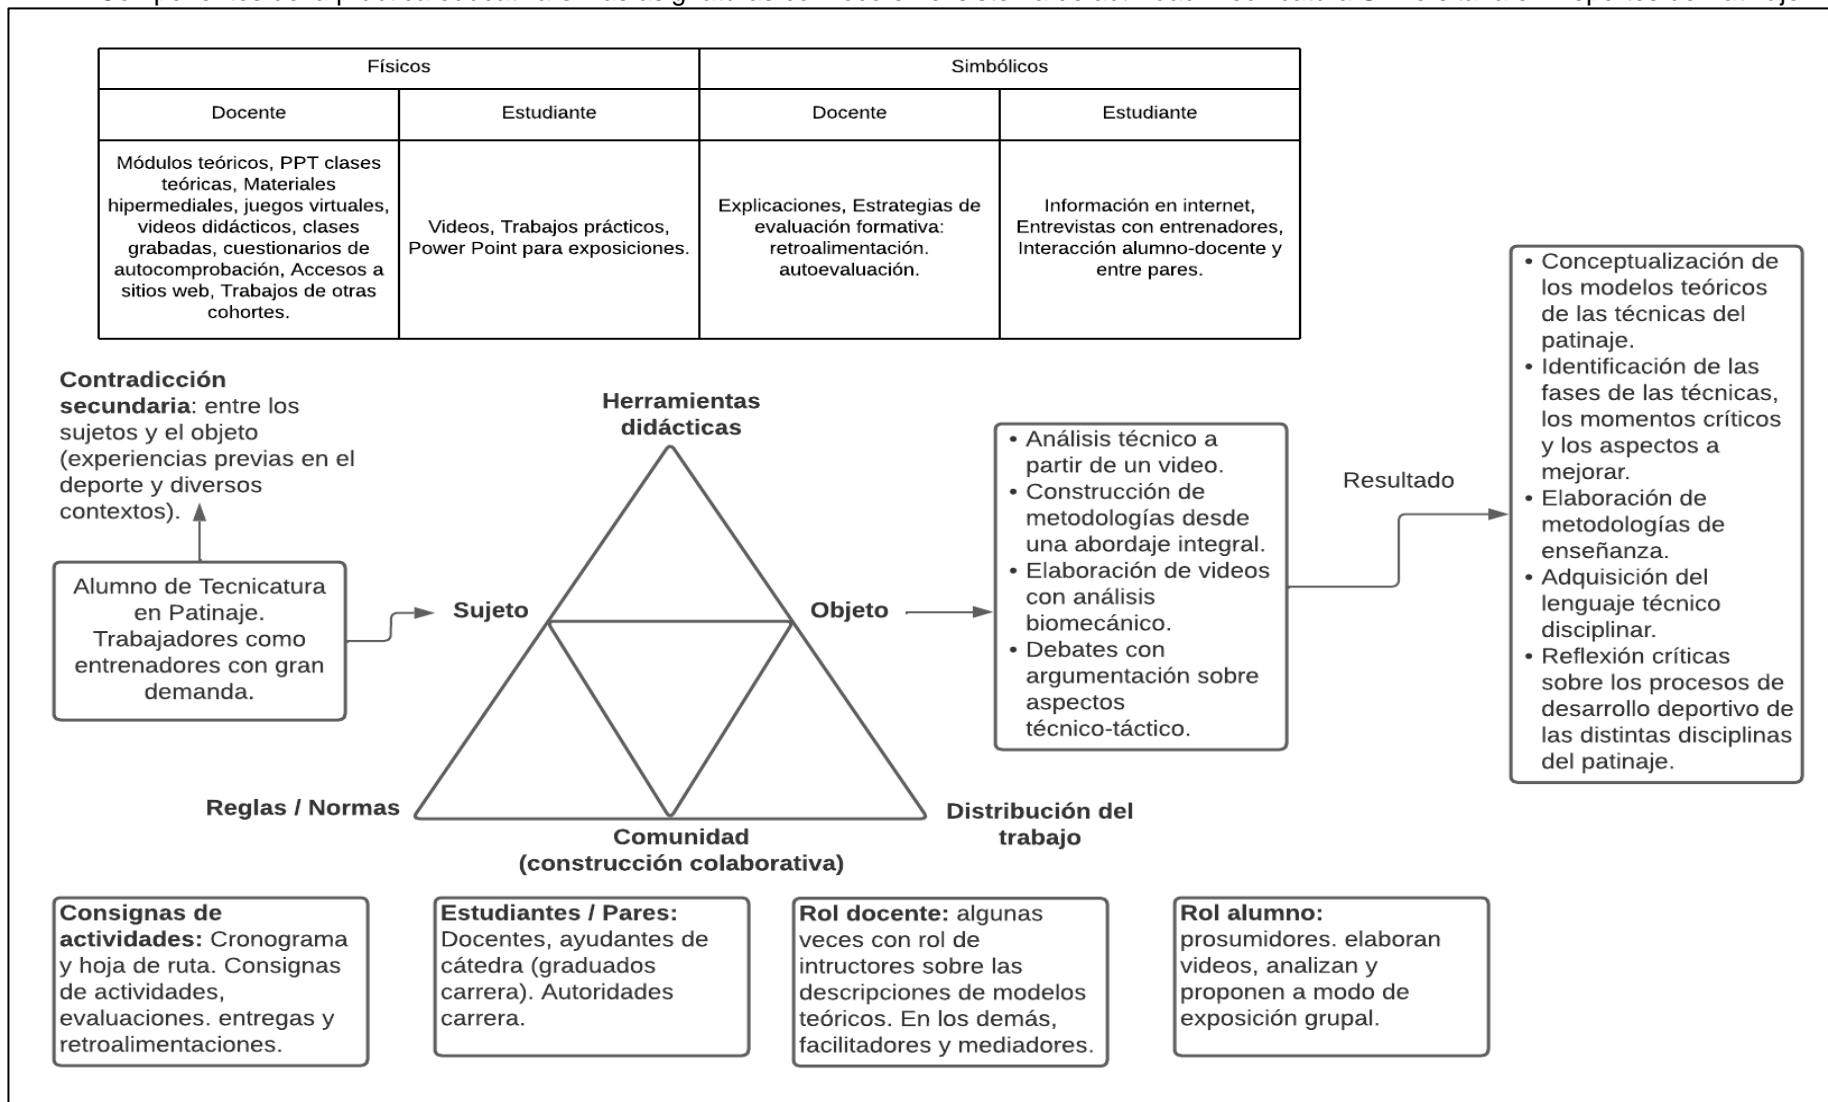 Físicos
Simbólicos
Docente
Estudiante
Docente
Estudiante
Módulos teóricos, PPT clases
teóricas, Materiales
hipermediales, juegos virtuales,
videos didácticos, clases
grabadas, cuestionarios de
autocomprobación, Accesos a
sitios web, Trabajos de otras
cohortes.
Videos, Trabajos prácticos,
Power Point para exposiciones.
Explicaciones, Estrategias de
evaluación formativa:
retroalimentación.
autoevaluación.
Información en internet,
Entrevistas con entrenadores,
Interacción alumno-docente y
entre pares.
Contradicción
secundaria: entre los
sujetos y el objeto
(experiencias previas en el
deporte y diversos
contextos).
Alumno de Tecnicatura
en Patinaje.
Trabajadores como
entrenadores con gran
demanda.
Herramientas
didácticas
Sujeto
Objeto
Reglas / Normas
Comunidad
(construcción colaborativa)
Distribución del
trabajo
• Análisis técnico a
partir de un video.
• Construcción de
metodologías desde
una abordaje integral.
• Elaboración de videos
con análisis
biomecánico.
• Debates con
argumentación sobre
aspectos
técnico-táctico.
Resultado
• Conceptualización de
los modelos teóricos
de las técnicas del
patinaje.
• Identificación de las
fases de las técnicas,
los momentos críticos
y los aspectos a
mejorar.
• Elaboración de
metodologías de
enseñanza.
• Adquisición del
lenguaje técnico
disciplinar.
• Reflexión críticas
sobre los procesos de
desarrollo deportivo de
las distintas disciplinas
del patinaje.
Consignas de
actividades: Cronograma
y hoja de ruta. Consignas
de actividades,
evaluaciones. entregas y
retroalimentaciones.
Estudiantes / Pares:
Docentes, ayudantes de
cátedra (graduados
carrera). Autoridades
carrera.
Rol docente: algunas
veces con rol de
intructores sobre las
descripciones de modelos
teóricos. En los demás,
facilitadores y mediadores.
Rol alumno:
prosumidores. elaboran
videos, analizan y
proponen a modo de
exposición grupal.